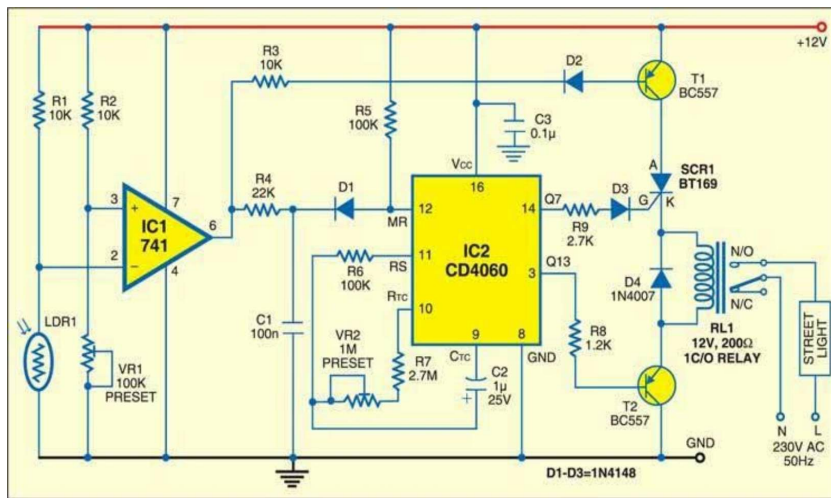 +12V
R1
10K
R2
10K
R3
10K
D2
T1
BC557
R5
100K
C3
0.1µ
VCC
16
A
SCR1
BT169
G
K
3
+
7
IC1
741
6
2
−
4
R4
22K
D1
MR
12
14
Q7
D3
R9
2.7K
IC2
CD4060
R6
100K
RS
11
RTC
10
Q13
3
LDR1
VR1
100K
PRESET
C1
100n
VR2
1M
PRESET
R7
2.7M
9
CTC
8
GND
C2
1µ
25V
+
R8
1.2K
D4
1N4007
N/O
N/C
RL1
12V, 200Ω
1C/O RELAY
STREET
LIGHT
T2
BC557
N
L
230V AC
50Hz
GND
D1-D3=1N4148